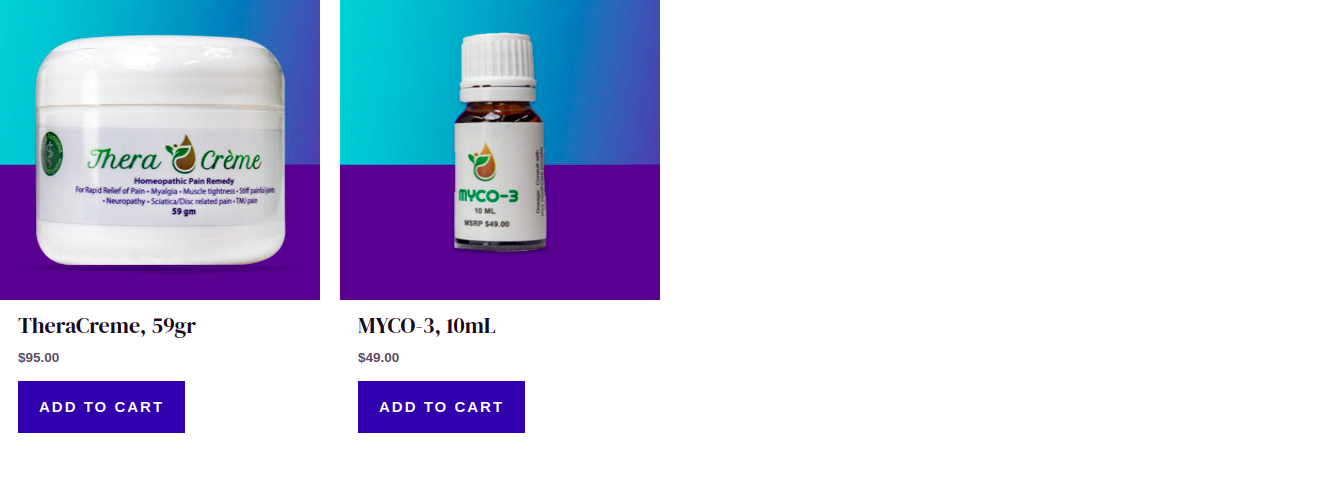 Thera Crème
Homeopathic Pain Remedy
For Rapid Relief of Pain • Myalgia • Muscle tightness • Stiff painful joints
• Neuropathy • Sciatica/Disc related pain • TMJ pain
59 gm
MYCO-3
10 ML
MSRP $49.00
TheraCreme, 59gr
MYCO-3, 10mL
$95.00
$49.00
ADD TO CART
ADD TO CART